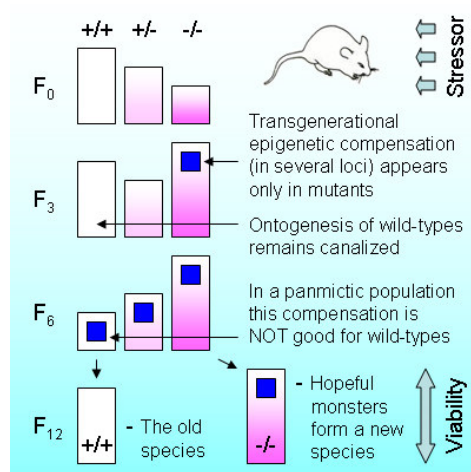 +/+ +/- -/-
Stressor
F0
Transgenerational
epigenetic compensation
(in several loci) appears
only in mutants
F3
Ontogenesis of wild-types
remains canalized
In a panmictic population
this compensation is
NOT good for wild-types
F6
F12
+/+
- The old
species
-/-
- Hopeful
monsters
form a new
species
Viability